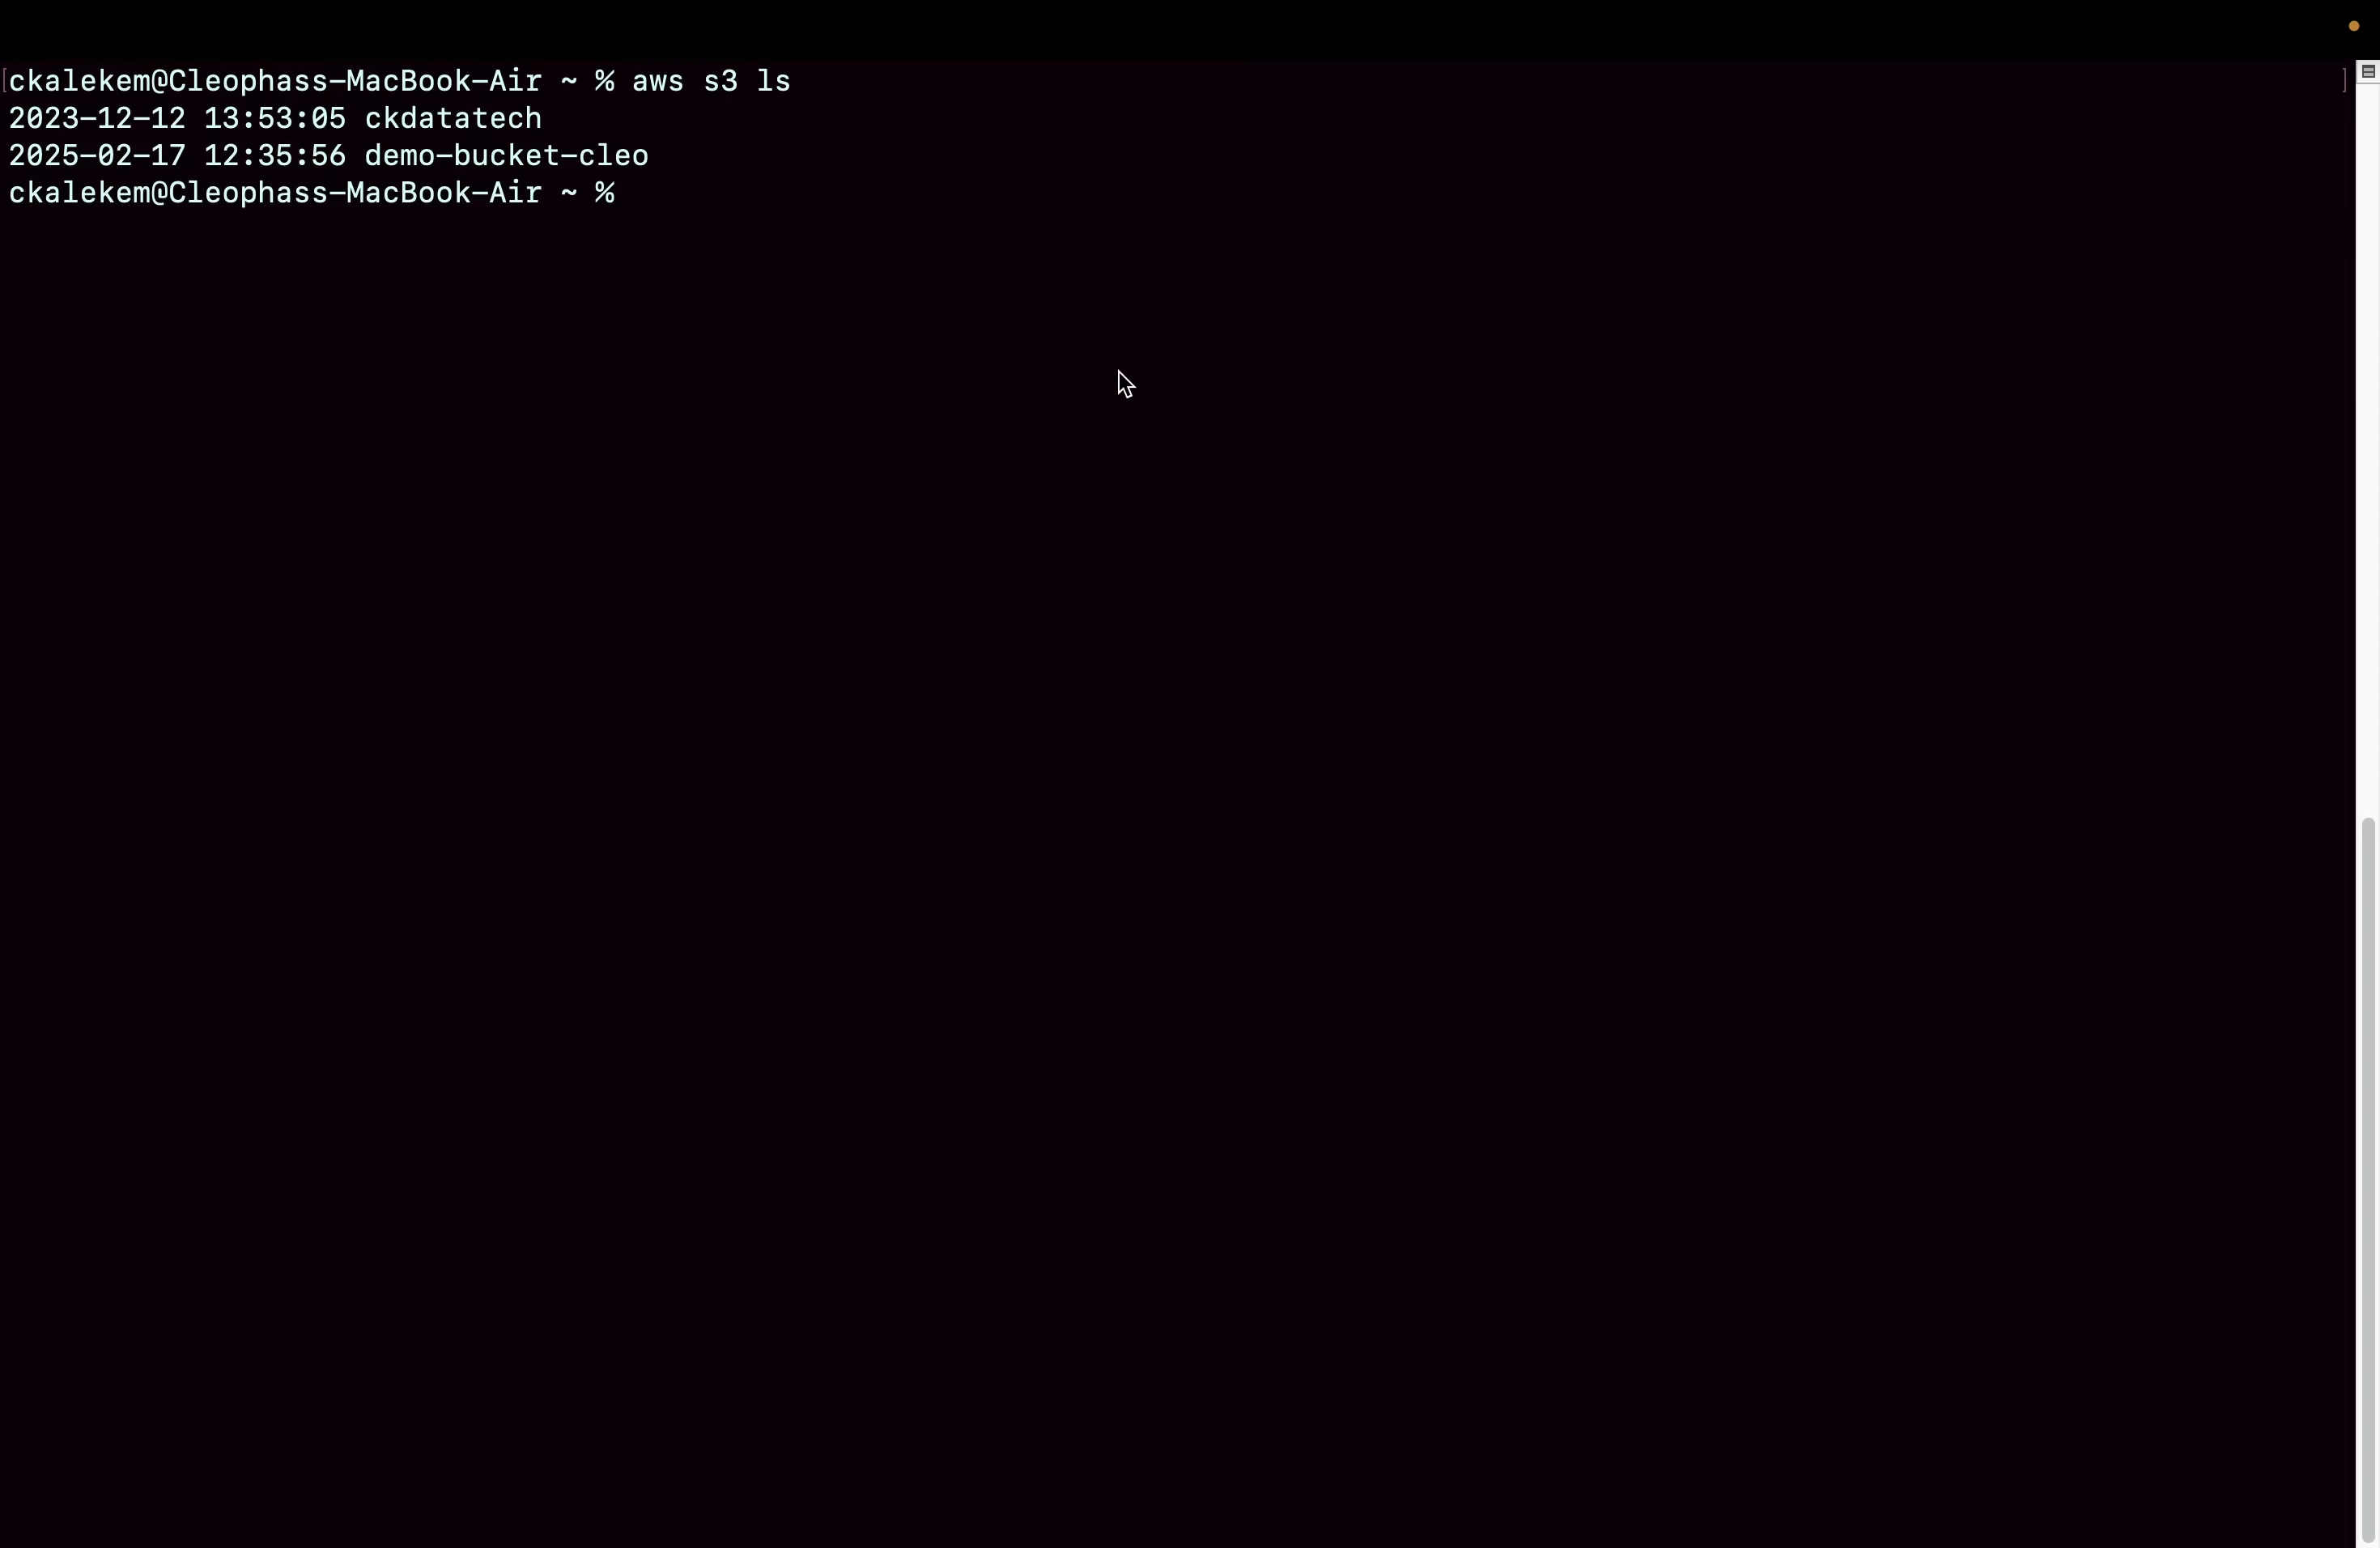 ckalekem@Cleophass-MacBook-Air ~ % aws s3 ls
2023-12-12 13:53:05 ckdatatech
2025-02-17 12:35:56 demo-bucket-cleo
ckalekem@Cleophass-MacBook-Air ~ %